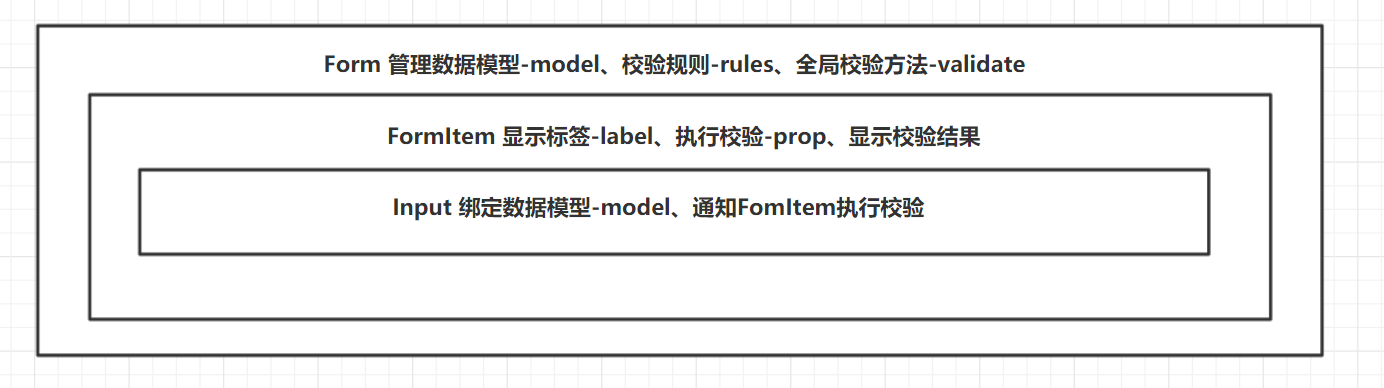 Form 管理数据模型-model、校验规则-rules、全局校验方法-validate
FormItem 显示标签-label、执行校验-prop、显示校验结果
Input 绑定数据模型-model、通知FomItem执行校验